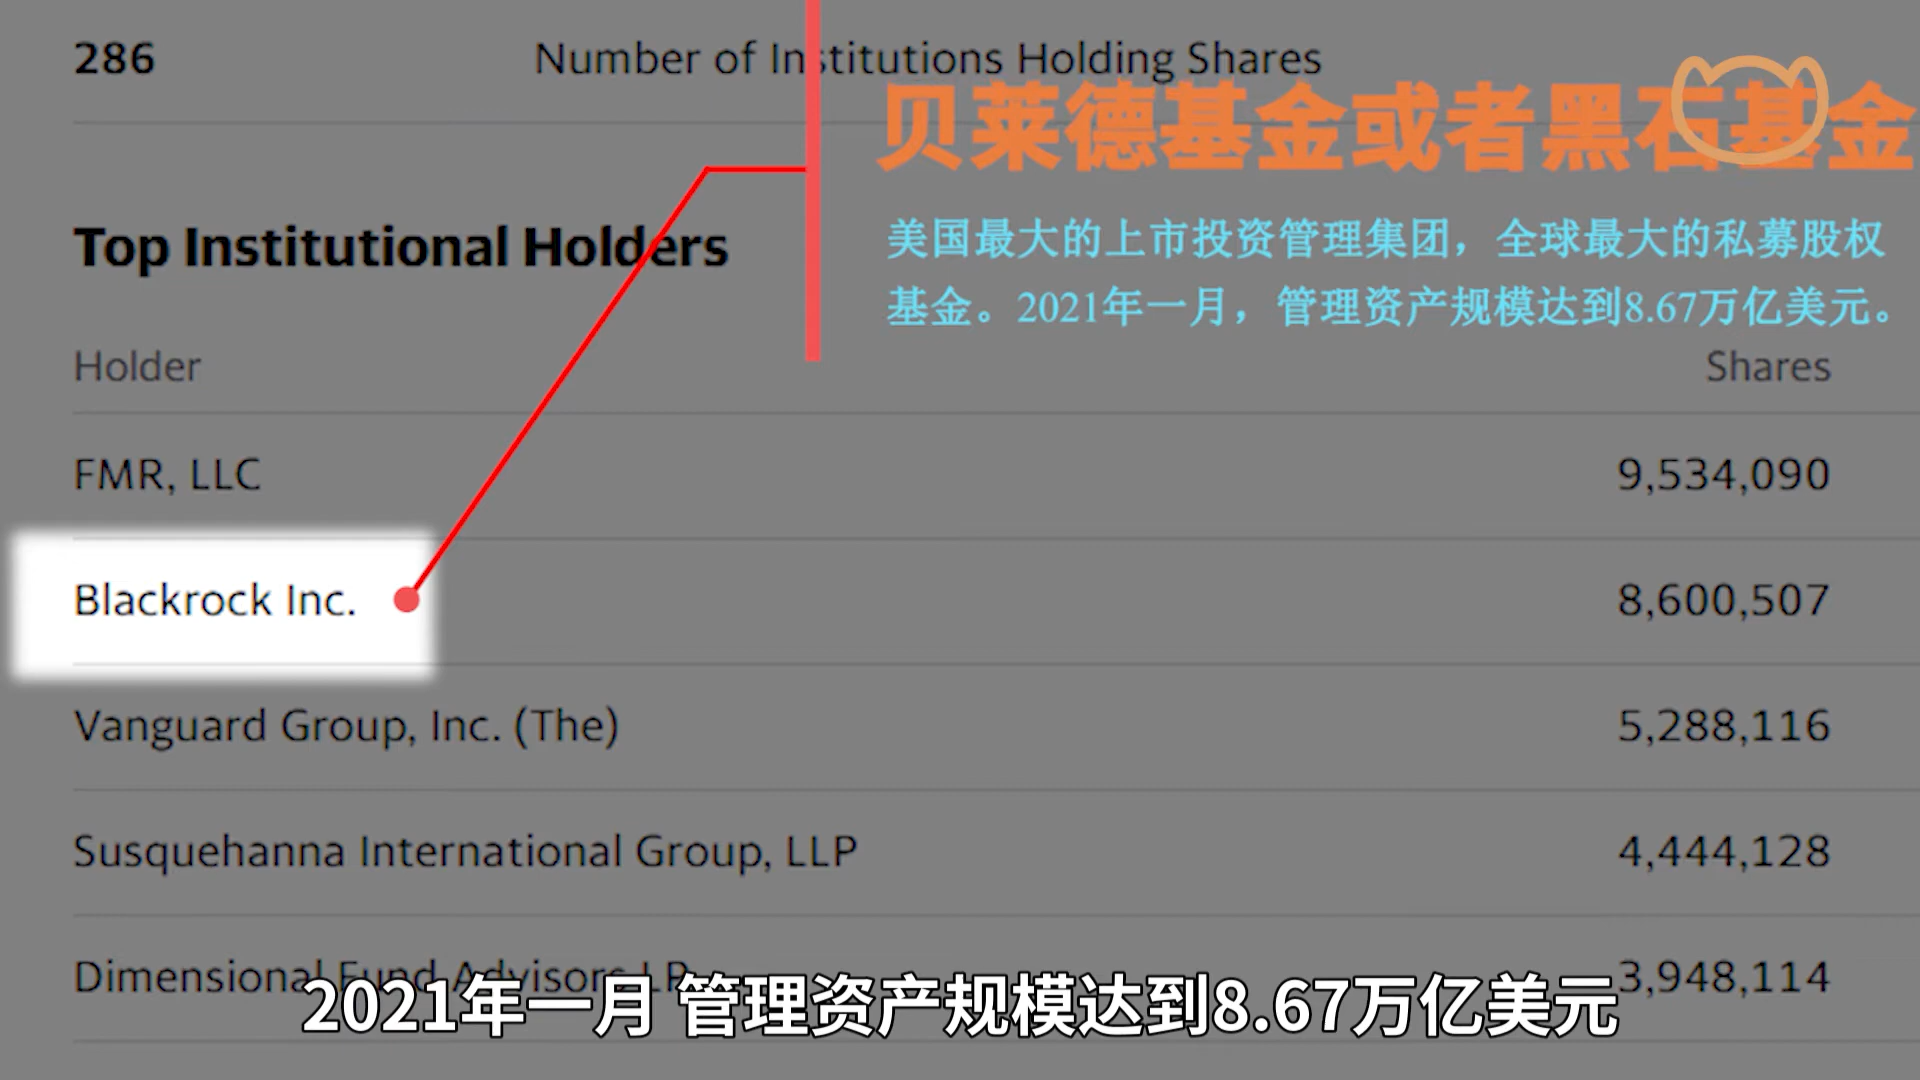 286 Number of Institutions Holding Shares
贝莱德基金或者黑石基金
美国最大的上市投资管理集团，全球最大的私募股权
基金。2021年一月，管理资产规模达到8.67万亿美元。
Top Institutional Holders
Holder Shares
FMR, LLC 9,534,090
Blackrock Inc. 8,600,507
Vanguard Group, Inc. (The) 5,288,116
Susquehanna International Group, LLP 4,444,128
Dimensional Fund Advisors LP 3,948,114
2021年一月 管理资产规模达到8.67万亿美元